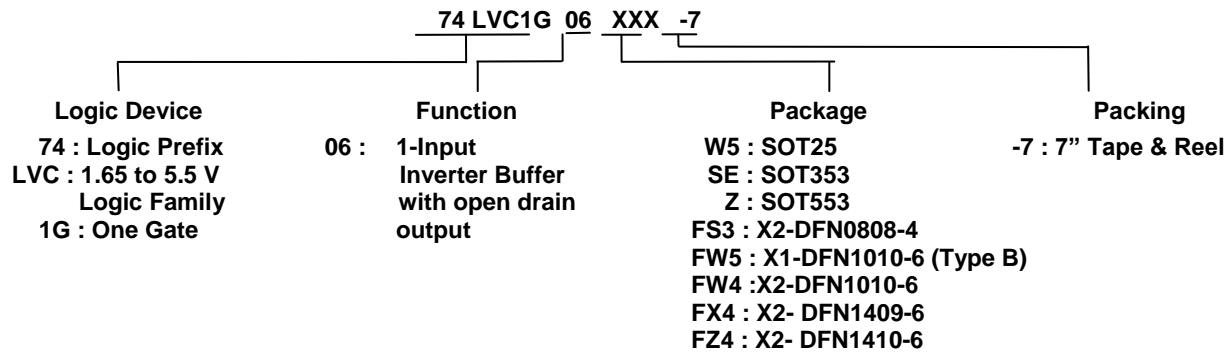 74 LVC1G 06 XXX -7
Logic Device
74 : Logic Prefix
LVC : 1.65 to 5.5 V
Logic Family
1G : One Gate
Function
06 : 1-Input
Inverter Buffer
with open drain
output
Package
W5 : SOT25
SE : SOT353
Z : SOT553
FS3 : X2-DFN0808-4
FW5 : X1-DFN1010-6 (Type B)
FW4 :X2-DFN1010-6
FX4 : X2- DFN1409-6
FZ4 : X2- DFN1410-6
Packing
-7 : 7” Tape & Reel